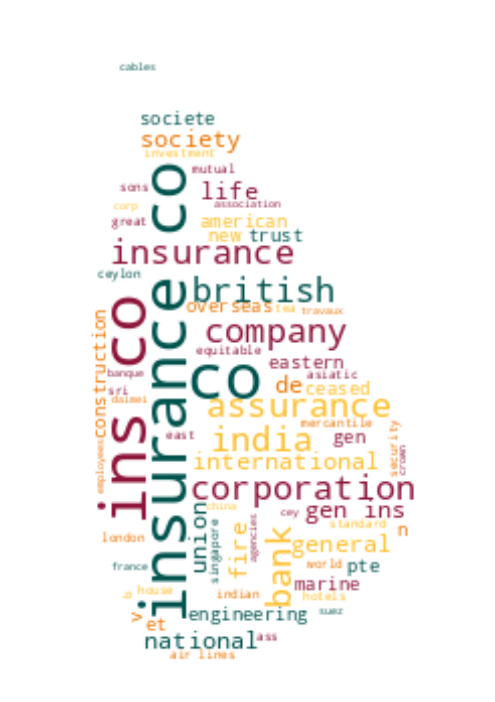 cables
societe
society
investment
mutual
sons
life
corp
association
great
american
new trust
insurance
ceylon
british
overseas
tea
travaux
company
equitable
eastern
banque
asiatic
co
de
ceased
sri
daimei
assurance
mercantile
construction
ins co
insurance co
east
india
gen
security
crown
international
employees
corporation
china
cey
gen ins
standard
n
union
singapore
fire
agencies
bank
general
london
france
world
pte
marine
house
indian
hotels
v
et
engineering
suez
national
ass
air lines